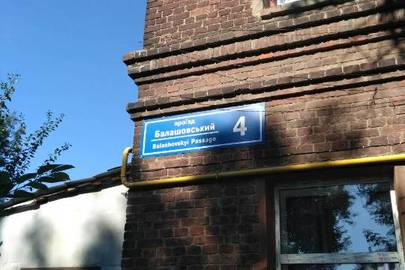 проїзд
Балашовський 4
Balashovskyi Passage